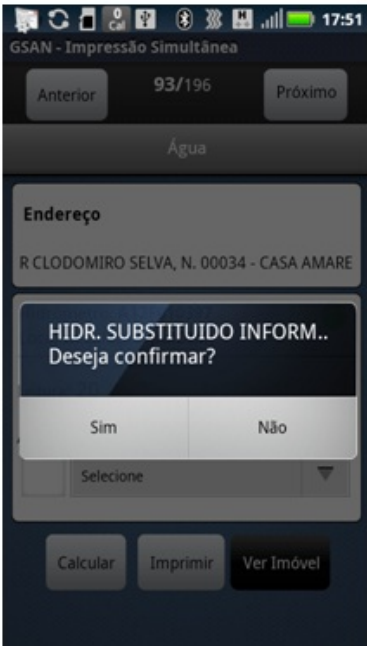 17:51
GSAN - Impressão Simultânea
Anterior
93/196
Próximo
Água
Endereço
R CLODOMIRO SELVA, N. 00034 - CASA AMARE
HIDR. SUBSTITUIDO INFORM..
Deseja confirmar?
Sim
Não
Selecione
Calcular
Imprimir
Ver Imóvel